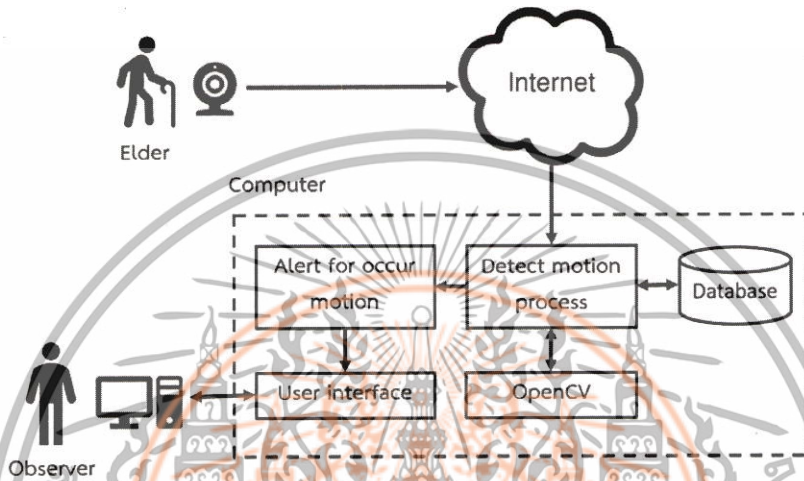 Internet
Elder
Computer
Alert for occur
motion
Detect motion
process
Database
User interface
OpenCV
Observer